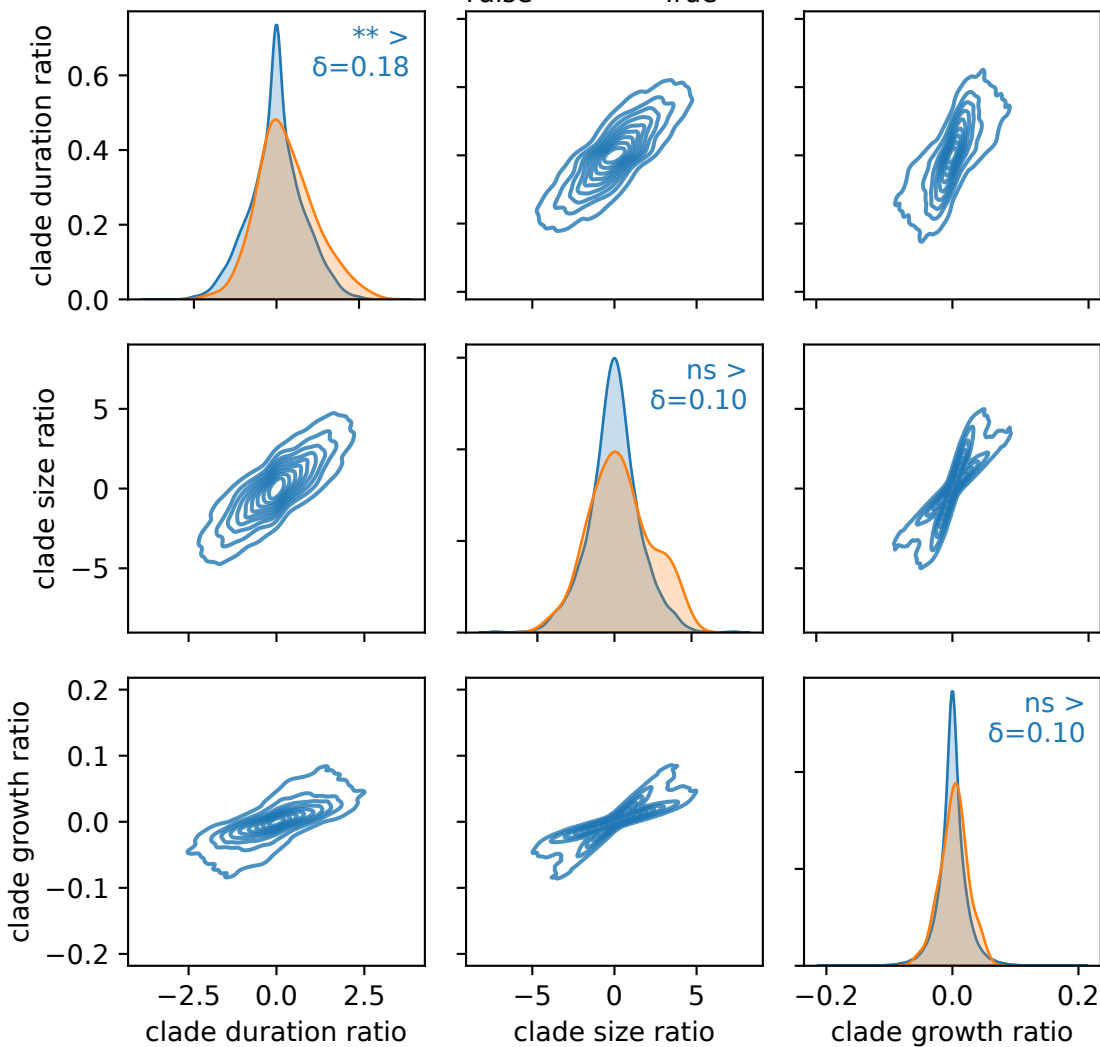 False True
clade duration ratio
0.6
0.4
0.2
0.0
** >
δ=0.18
clade size ratio
5
0
−5
ns >
δ=0.10
clade growth ratio
0.2
0.1
0.0
−0.1
−0.2
ns >
δ=0.10
−2.5 0.0 2.5
−5 0 5
−0.2 0.0 0.2
clade duration ratio
clade size ratio
clade growth ratio